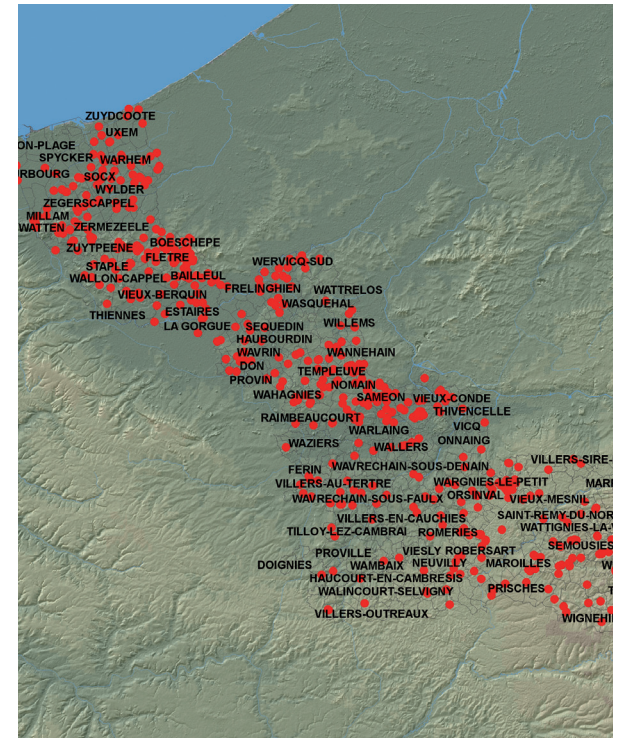 ZUYDCOOTE
UXEM
ON-PLAGE
SPYCKER WARHEM
RBOURG SOCX
WYLDER
ZEGERSCAPPEL
MILLAM
WATTEN ZERMEZEELE
BOESCHEPE
ZUYTPEENE
FLETRE
WERVICQ-SUD
STAPLE
WALLON-CAPPEL BAILLEUL
FRELINGHIEN WATTRELOS
VIEUX-BERQUIN
WASQUEHAL
THIENNES ESTAIRES
LA GORGUE SEQUEDIN WILLEMS
HAUBOURDIN
WAVRIN WANNEHAIN
DON TEMPLEUVE
PROVIN NOMAIN
WAHAGNIES SAMEON VIEUX-CONDE
THIVENCELLE
RAIMBEAUCOURT
WARLAING VICQ
WAZIERS WALLERS ONNAING
VILLERS-SIRE-
FERIN WAVRECHAIN-SOUS-DENAIN
VILLERS-AU-TERTRE WARGNIES-LE-PETIT MARI
WAVRECHAIN-SOUS-FAULX ORSINVAL VIEUX-MESNIL
VILLERS-EN-CAUCHIES SAINT-REMY-DU-NOR
TILLOY-LEZ-CAMBRAI ROMERIES WATTIGNIES-LA-V
SEMOUSIES
PROVILLE VIESLY ROBERSART
DOIGNIES WAMBAIX NEUVILLY MAROILLES W
HAUCOURT-EN-CAMBRESIS
WALINCOURT-SELVIGNY PRISCHES T
VILLERS-OUTREAUX WIGNEHI